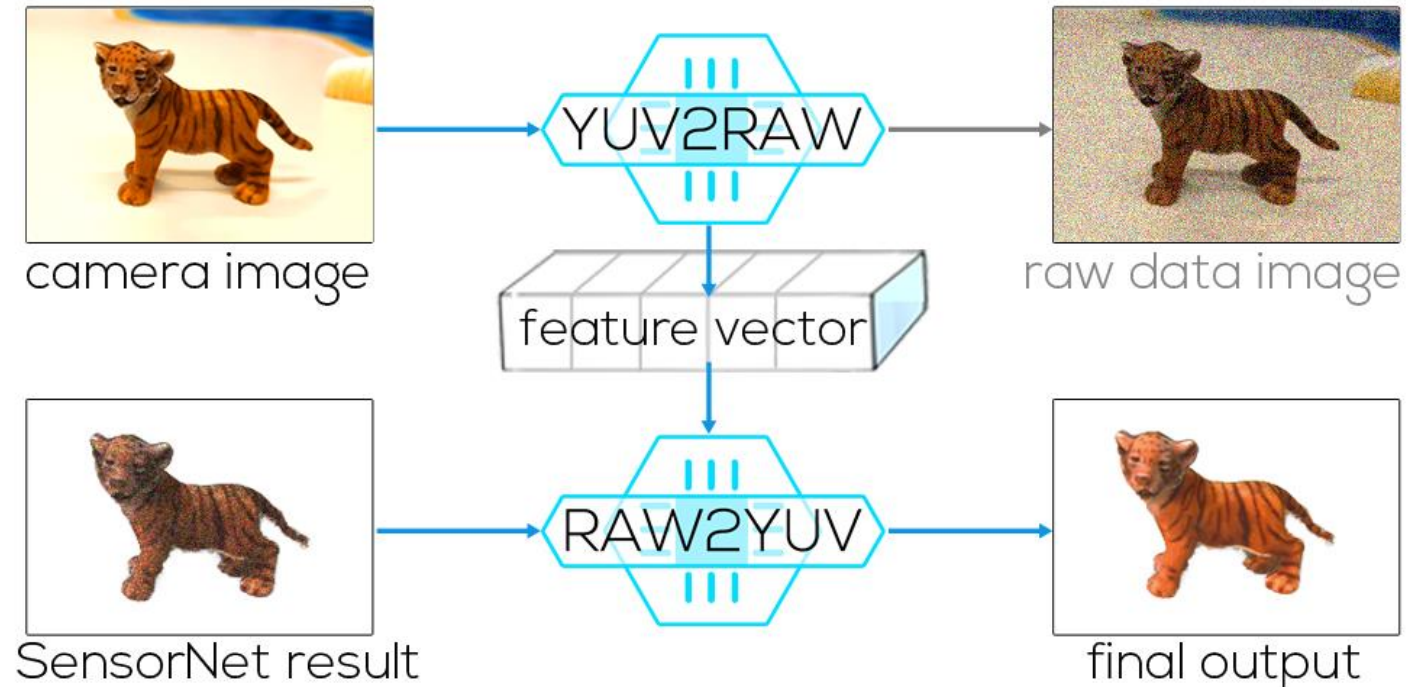 YUV2RAW
camera image
raw data image
feature vector
RAW2YUV
SensorNet result
final output